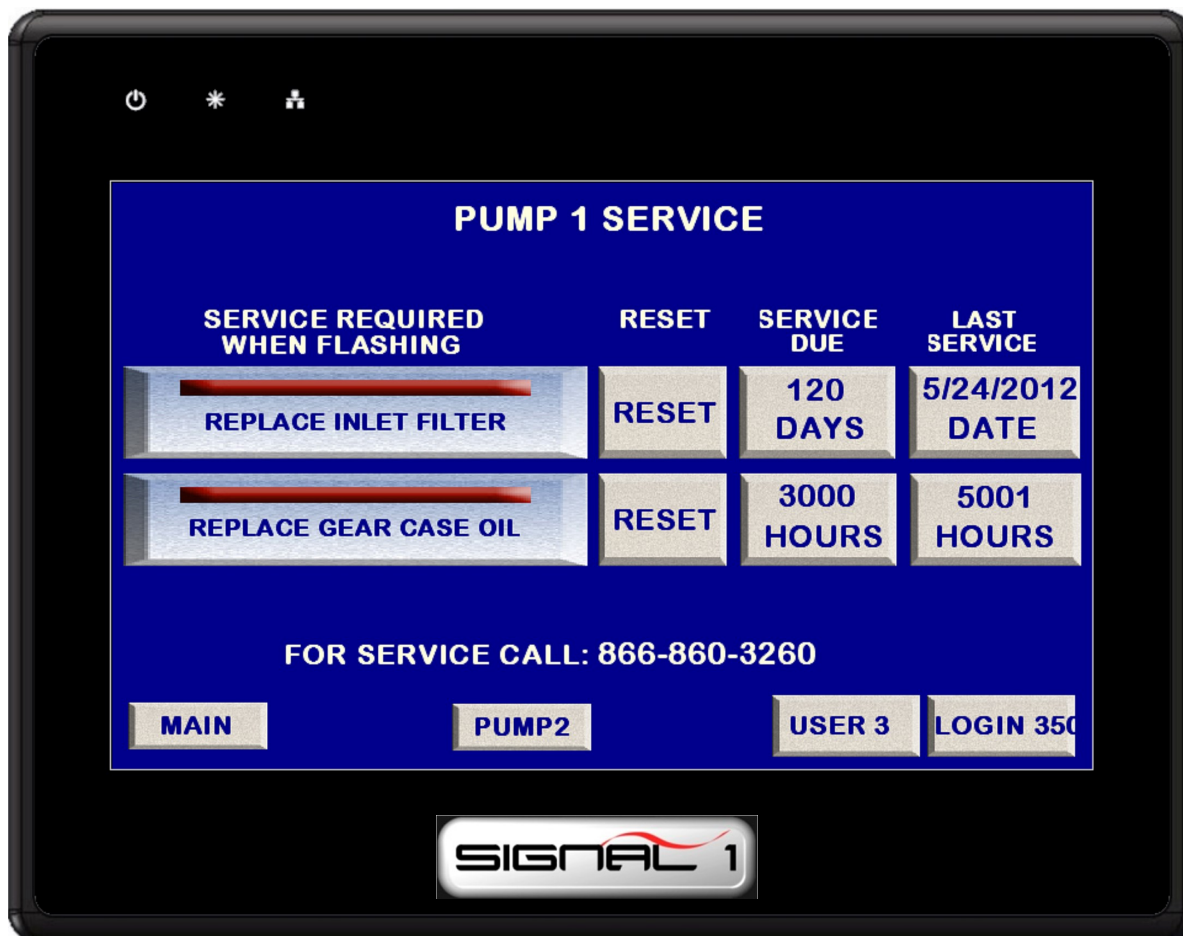 PUMP 1 SERVICE
SERVICE REQUIRED
WHEN FLASHING
RESET
SERVICE
DUE
LAST
SERVICE
REPLACE INLET FILTER
RESET
120
DAYS
5/24/2012
DATE
REPLACE GEAR CASE OIL
RESET
3000
HOURS
5001
HOURS
FOR SERVICE CALL: 866-860-3260
MAIN
PUMP2
USER 3
LOGIN 350
SIGNAL 1